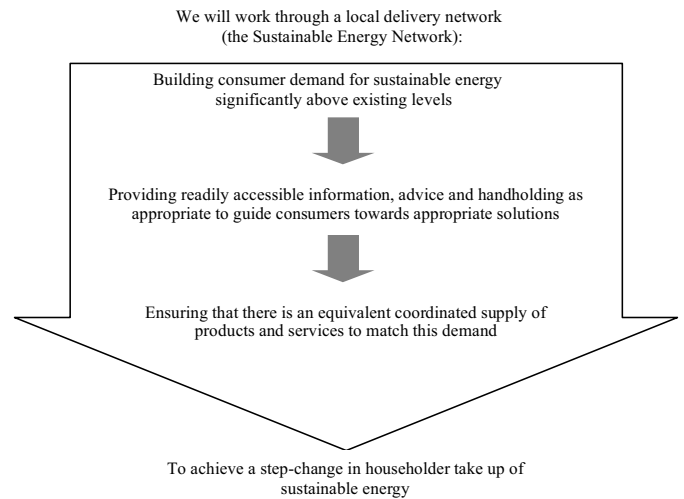 We will work through a local delivery network
(the Sustainable Energy Network):
Building consumer demand for sustainable energy
significantly above existing levels
Providing readily accessible information, advice and handholding as
appropriate to guide consumers towards appropriate solutions
Ensuring that there is an equivalent coordinated supply of
products and services to match this demand
To achieve a step-change in householder take up of
sustainable energy